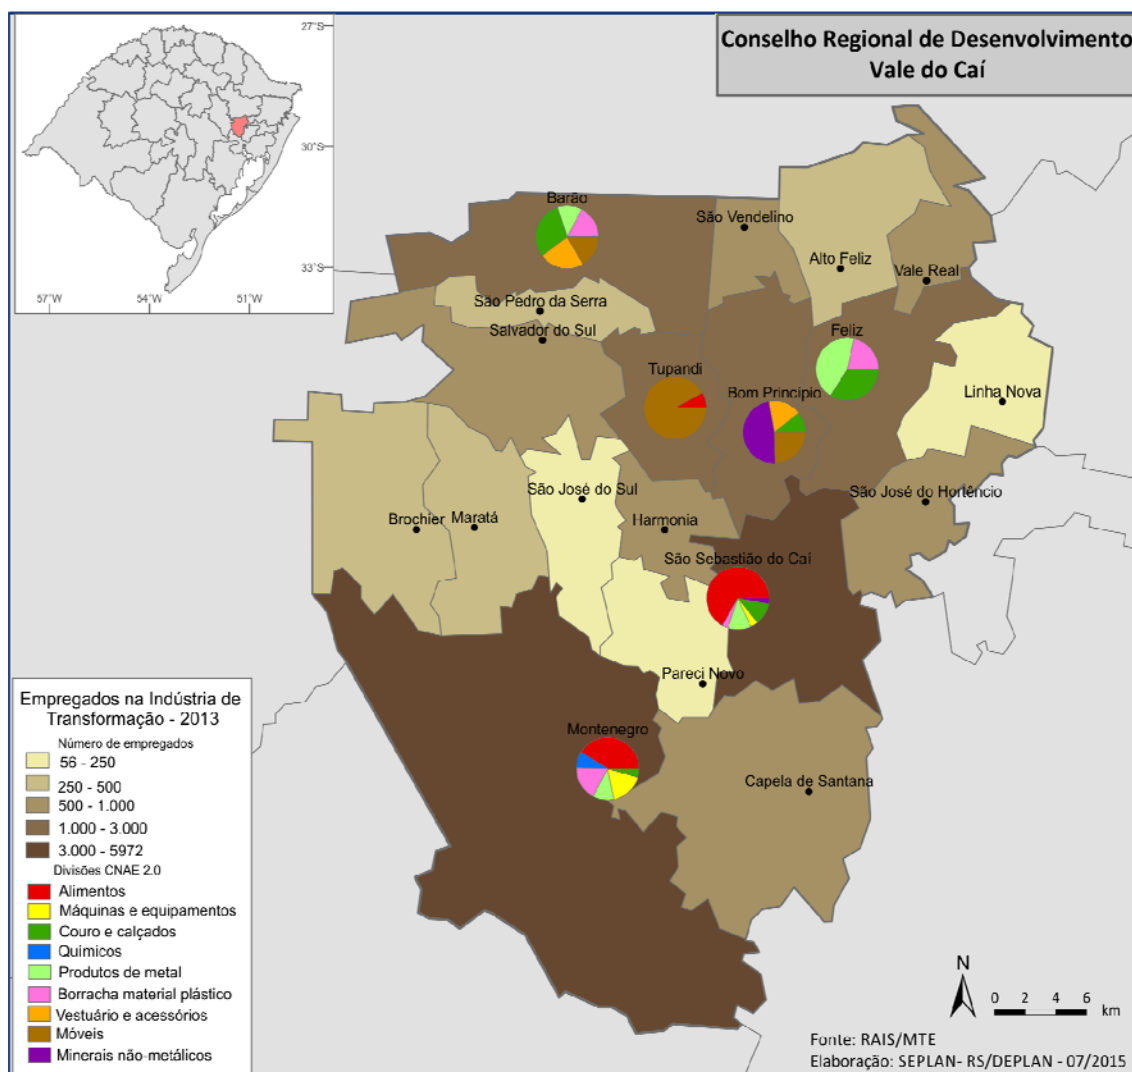 Conselho Regional de Desenvolvimento
Vale do Caí
27°S
30°S
33°S
57°W
54°W
51°W
Barão
São Vendelino
Alto Feliz
Vale Real
São Pedro da Serra
Salvador do Sul
Feliz
Tupandi
Bom Principio
Linha Nova
São José do Sul
São José do Hortêncio
Brochier
Maratá
Harmonia
São Sebastião do Caí
Pareci Novo
Montenegro
Capela de Santana
Empregados na Indústria de
Transformação - 2013
Número de empregados
56 - 250
250 - 500
500 - 1.000
1.000 - 3.000
3.000 - 5972
Divisões CNAE 2.0
Alimentos
Máquinas e equipamentos
Couro e calçados
Químicos
Produtos de metal
Borracha material plástico
Vestuário e acessórios
Móveis
Minerais não-metálicos
N
0 2 4 6
km
Fonte: RAIS/MTE
Elaboração: SEPLAN- RS/DEPLAN - 07/2015